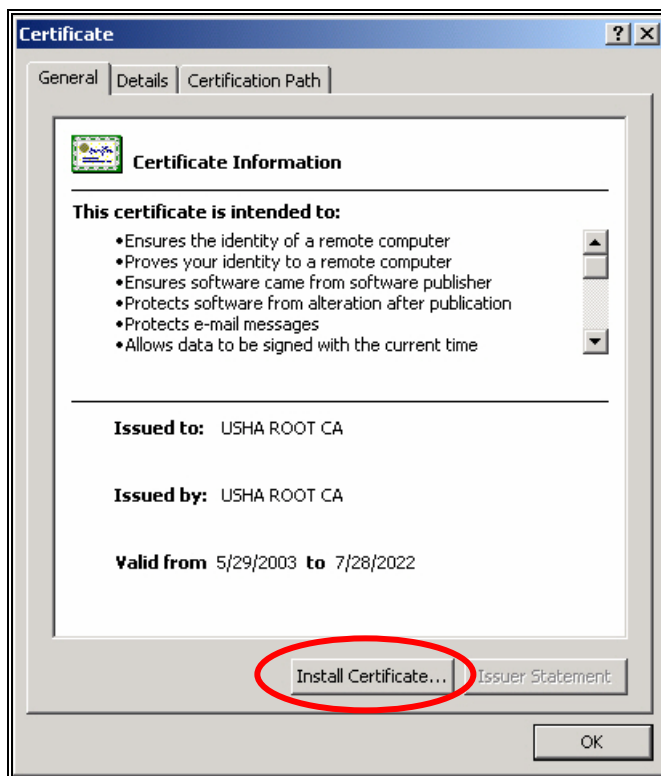 Certificate
General Details Certification Path
Certificate Information
This certificate is intended to:
•Ensures the identity of a remote computer
•Proves your identity to a remote computer
•Ensures software came from software publisher
•Protects software from alteration after publication
•Protects e-mail messages
•Allows data to be signed with the current time
Issued to: USHA ROOT CA
Issued by: USHA ROOT CA
Valid from 5/29/2003 to 7/28/2022
Install Certificate... Issuer Statement
OK